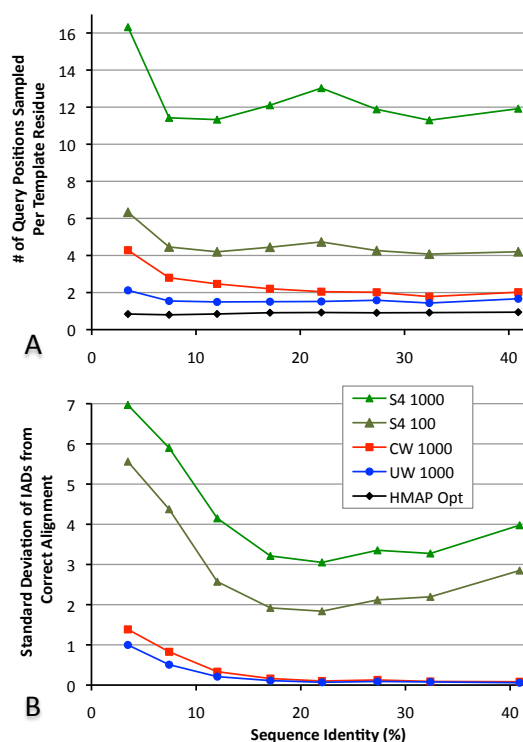 16
14
12
10
8
6
4
2
0
# of Query Positions Sampled
Per Template Residue
A
0
10
20
30
40
7
6
5
4
3
2
1
0
Standard Deviation of IADs from
Correct Alignment
S4 1000
S4 100
CW 1000
UW 1000
HMAP Opt
B
0
10
20
30
40
Sequence Identity (%)